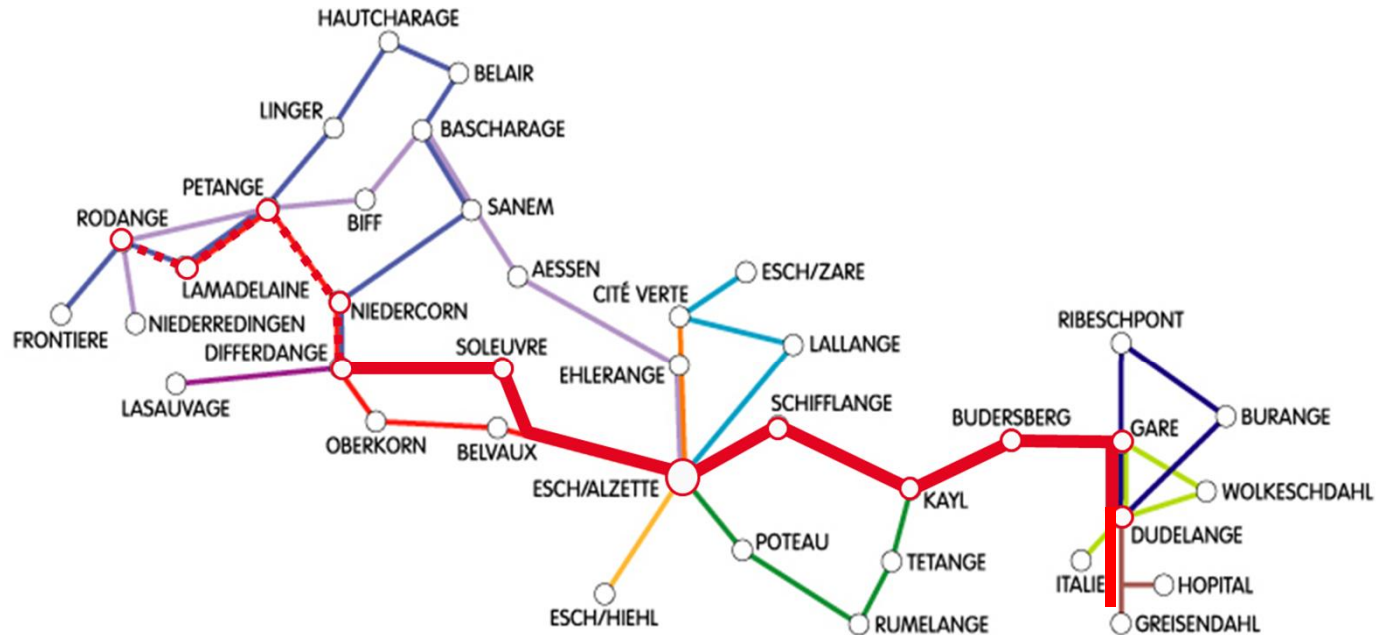 HAUTCHARAGE
BELAIR
LINGER
BASCHARAGE
PETANGE
BIFF
SANEM
RODANGE
LAMADELAINE
AESSEN
ESCH/ZARE
CITÉ VERTE
NIEDERCORN
NIEDERREDINGEN
FRONTIERE
RIBESCHPONT
DIFFERDANGE
SOLEUVRE
LALLANGE
EHLERANGE
LASAUVAGE
SCHIFFLANGE
BUDERSBERG
GARE
BURANGE
OBERKORN
BELVAUX
ESCH/ALZETTE
KAYL
WOLKESCHDAHL
DUDELANGE
POTEAU
TETANGE
ITALIE
HOPITAL
ESCH/HIEHL
RUMELANGE
GREISENDAHL